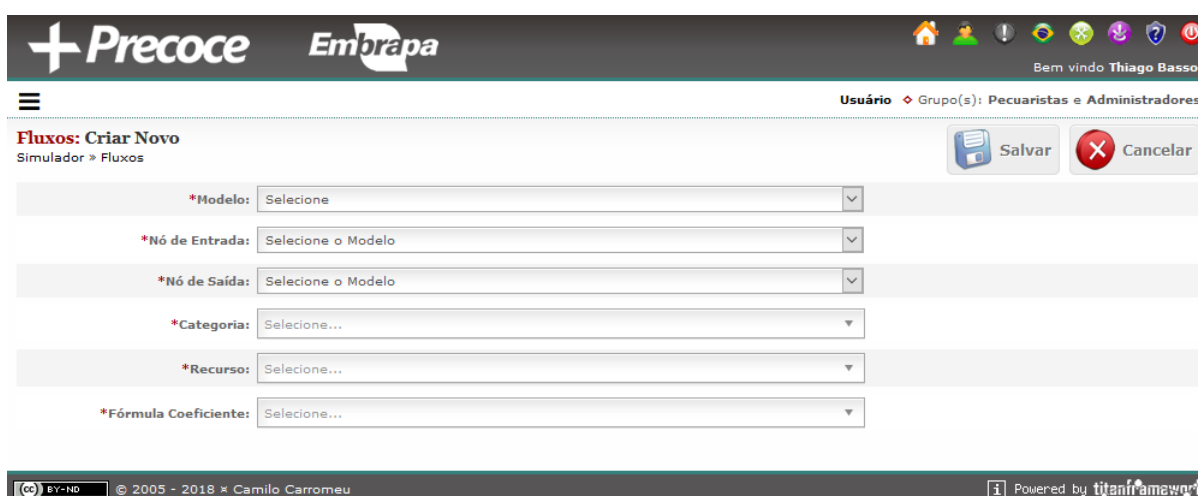 +Precoce Embrapa
Bem vindo Thiago Basso
Usuário ⋄ Grupo(s): Pecuaristas e Administradores
Fluxos: Criar Novo
Simulador » Fluxos
Salvar Cancelar
*Modelo: Selecione
*Nó de Entrada: Selecione o Modelo
*Nó de Saída: Selecione o Modelo
*Categoria: Selecione...
*Recurso: Selecione...
*Fórmula Coeficiente: Selecione...
(cc) BY-ND © 2005 - 2018 ¤ Camilo Carromeu
i Powered by titanframework